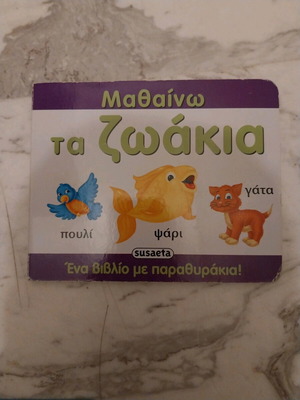 Μαθαίνω
τα ζωάκια
γάτα
πουλί
ψάρι
susaeta
Ένα βιβλίο με παραθυράκια!